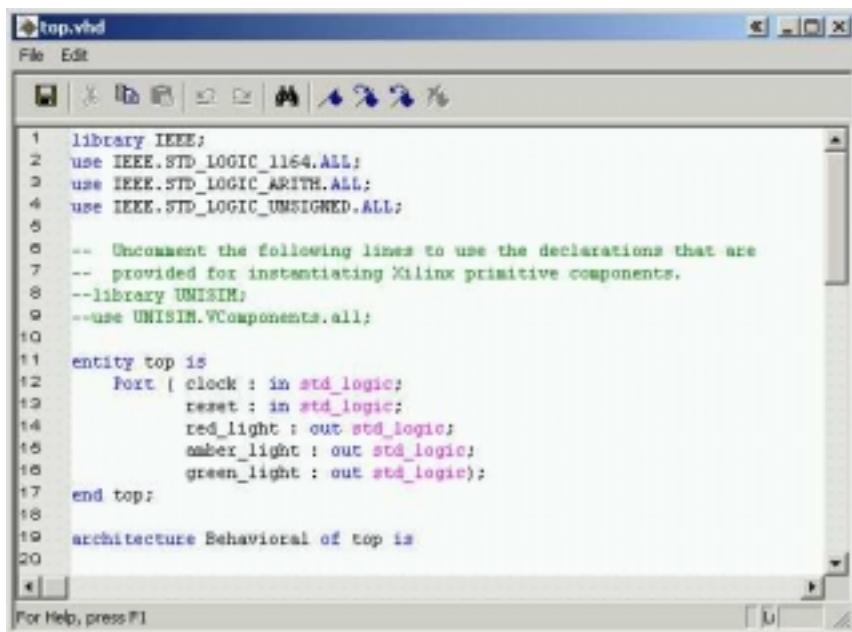 top.vhd
File Edit
1 library IEEE;
2 use IEEE.STD_LOGIC_1164.ALL;
3 use IEEE.STD_LOGIC_ARITH.ALL;
4 use IEEE.STD_LOGIC_UNSIGNED.ALL;
5
6 -- Uncomment the following lines to use the declarations that are
7 -- provided for instantiating Xilinx primitive components.
8 --library UNISIM;
9 --use UNISIM.VComponents.all;
10
11 entity top is
12 Port ( clock : in std_logic;
13 reset : in std_logic;
14 red_light : out std_logic;
15 amber_light : out std_logic;
16 green_light : out std_logic);
17 end top;
18
19 architecture Behavioral of top is
20
For Help, press F1